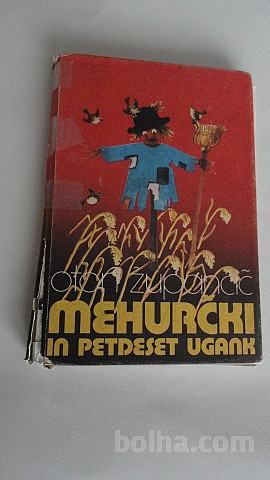 oton župančič
MEHURČKI
IN PETDESET UGANK
bolha.com